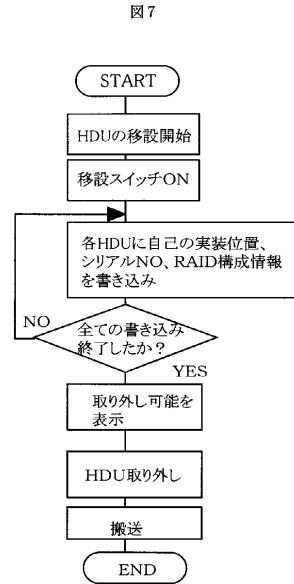 図7
START
HDUの移設開始
移設スイッチON
各HDUに自己の実装位置、
シリアルNO、RAID構成情報
を書き込み
NO
全ての書き込み
終了したか？
YES
取り外し可能を
表示
HDU取り外し
搬送
END